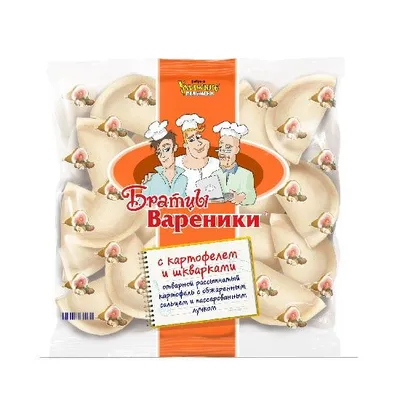 Братцы
Вареники
с картофелем
и шкварками
отварной рассыпчатый
картофель с обжаренным
сальцем и пассерованным
лучком